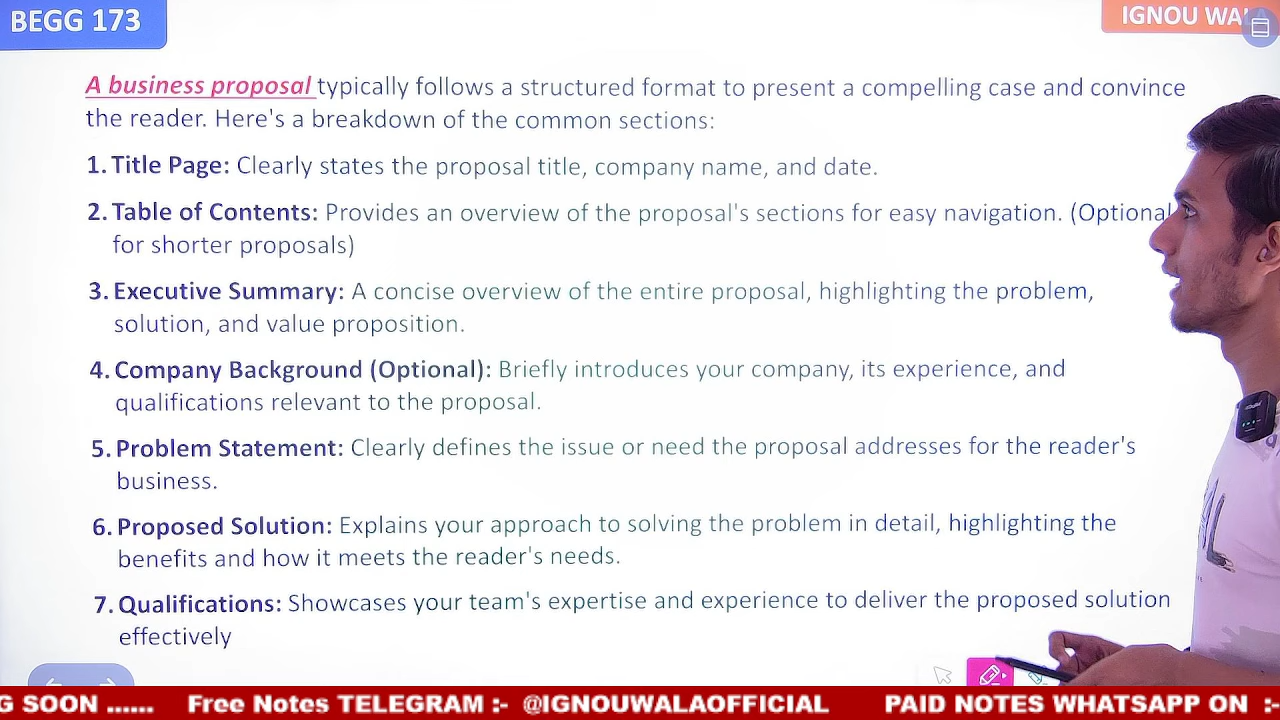 BEGG 173
IGNOU WALA
A business proposal typically follows a structured format to present a compelling case and convince
the reader. Here's a breakdown of the common sections:
1. Title Page: Clearly states the proposal title, company name, and date.
2. Table of Contents: Provides an overview of the proposal's sections for easy navigation. (Optional
for shorter proposals)
3. Executive Summary: A concise overview of the entire proposal, highlighting the problem,
solution, and value proposition.
4. Company Background (Optional): Briefly introduces your company, its experience, and
qualifications relevant to the proposal.
5. Problem Statement: Clearly defines the issue or need the proposal addresses for the reader's
business.
6. Proposed Solution: Explains your approach to solving the problem in detail, highlighting the
benefits and how it meets the reader's needs.
7. Qualifications: Showcases your team's expertise and experience to deliver the proposed solution
effectively
G SOON ...... Free Notes TELEGRAM :- @IGNOUWALAOFFICIAL PAID NOTES WHATSAPP ON :-